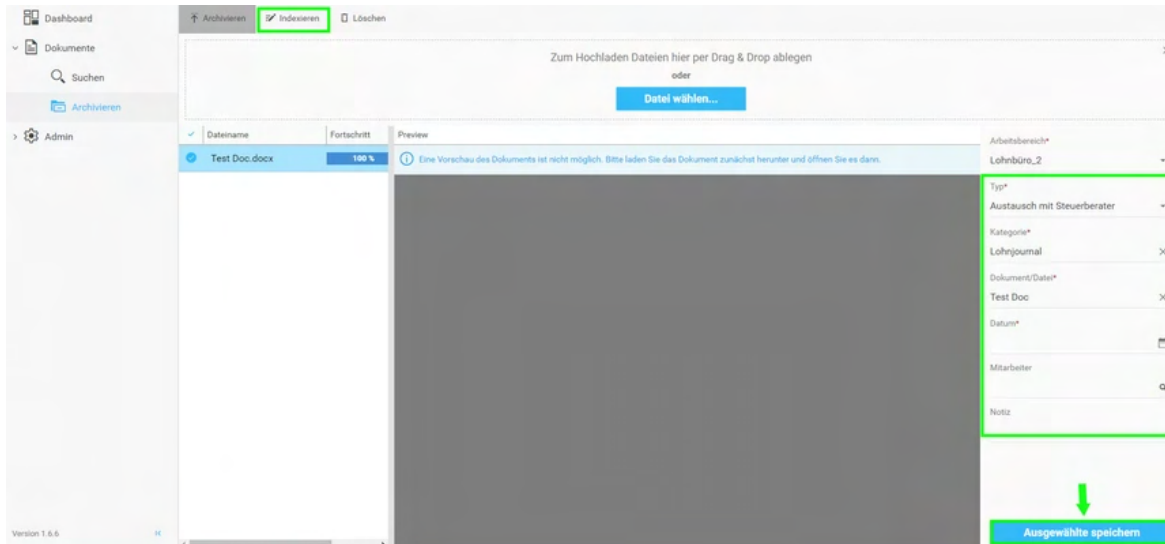 Dashboard
Dokumente
Suchen
Archivieren
Admin
Version 1.6.6
Archivieren Indexieren Löschen
Zum Hochladen Dateien hier per Drag & Drop ablegen
oder
Datei wählen...
Dateiname Fortschritt Preview
Test Doc.docx 100 %
Eine Vorschau des Dokuments ist nicht möglich. Bitte laden Sie das Dokument zunächst herunter und öffnen Sie es dann.
Arbeitsbereich*
Lohnbüro_2
Typ*
Austausch mit Steuerberater
Kategorie*
Lohnjournal
Dokument/Datei*
Test Doc
Datum*
Mitarbeiter
Notiz
Ausgewählte speichern